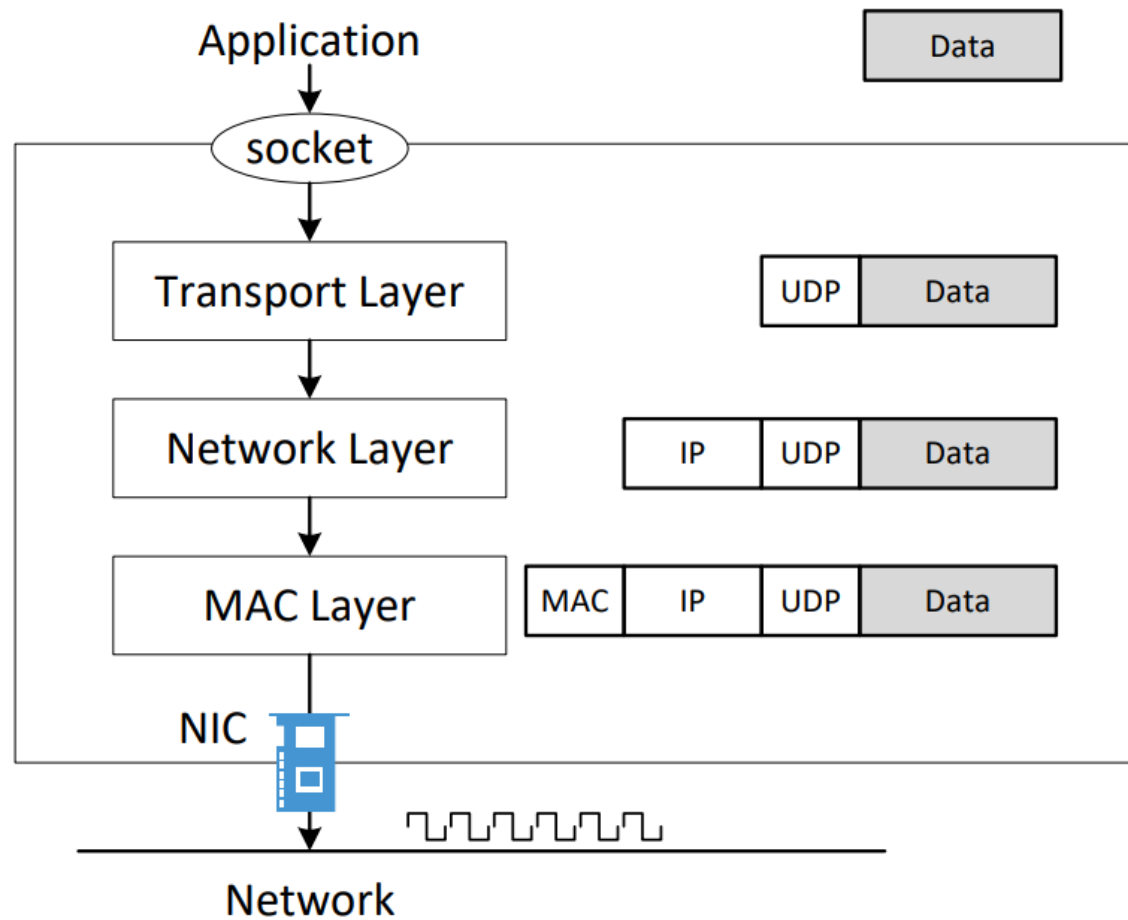 Application
Data
socket
Transport Layer
UDP Data
Network Layer
IP UDP Data
MAC Layer
MAC IP UDP Data
NIC
Network